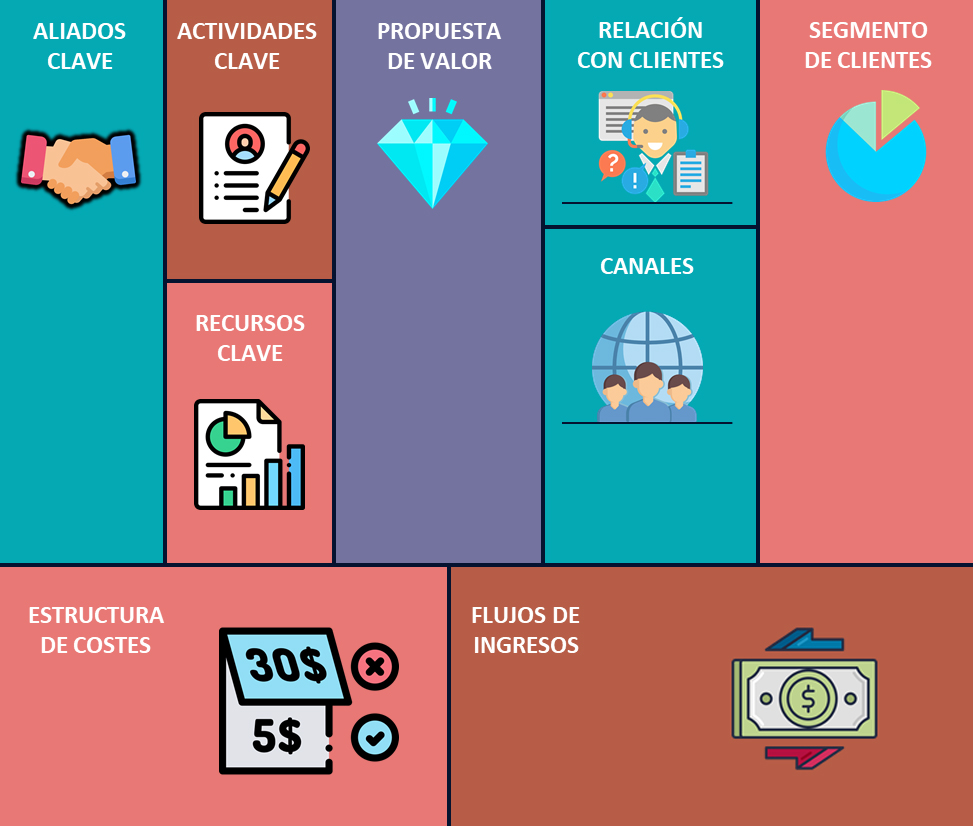 ALIADOS
CLAVE
ACTIVIDADES
CLAVE
PROPUESTA
DE VALOR
RELACIÓN
CON CLIENTES
SEGMENTO
DE CLIENTES
?
!
CANALES
RECURSOS
CLAVE
ESTRUCTURA
DE COSTES
30$
5$
FLUJOS DE
INGRESOS
$